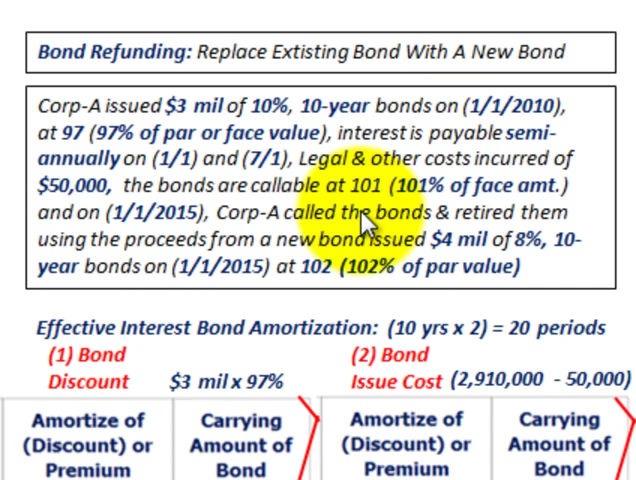 Bond Refunding: Replace Extisting Bond With A New Bond
Corp-A issued $3 mil of 10%, 10-year bonds on (1/1/2010),
at 97 (97% of par or face value), interest is payable semi-
annually on (1/1) and (7/1), Legal & other costs incurred of
$50,000, the bonds are callable at 101 (101% of face amt.)
and on (1/1/2015), Corp-A called the bonds & retired them
using the proceeds from a new bond issued $4 mil of 8%, 10-
year bonds on (1/1/2015) at 102 (102% of par value)
Effective Interest Bond Amortization: (10 yrs x 2) = 20 periods
(1) Bond
Discount $3 mil x 97%
(2) Bond
Issue Cost (2,910,000 - 50,000)
Amortize of
(Discount) or
Premium
Carrying
Amount of
Bond
Amortize of
(Discount) or
Premium
Carrying
Amount of
Bond